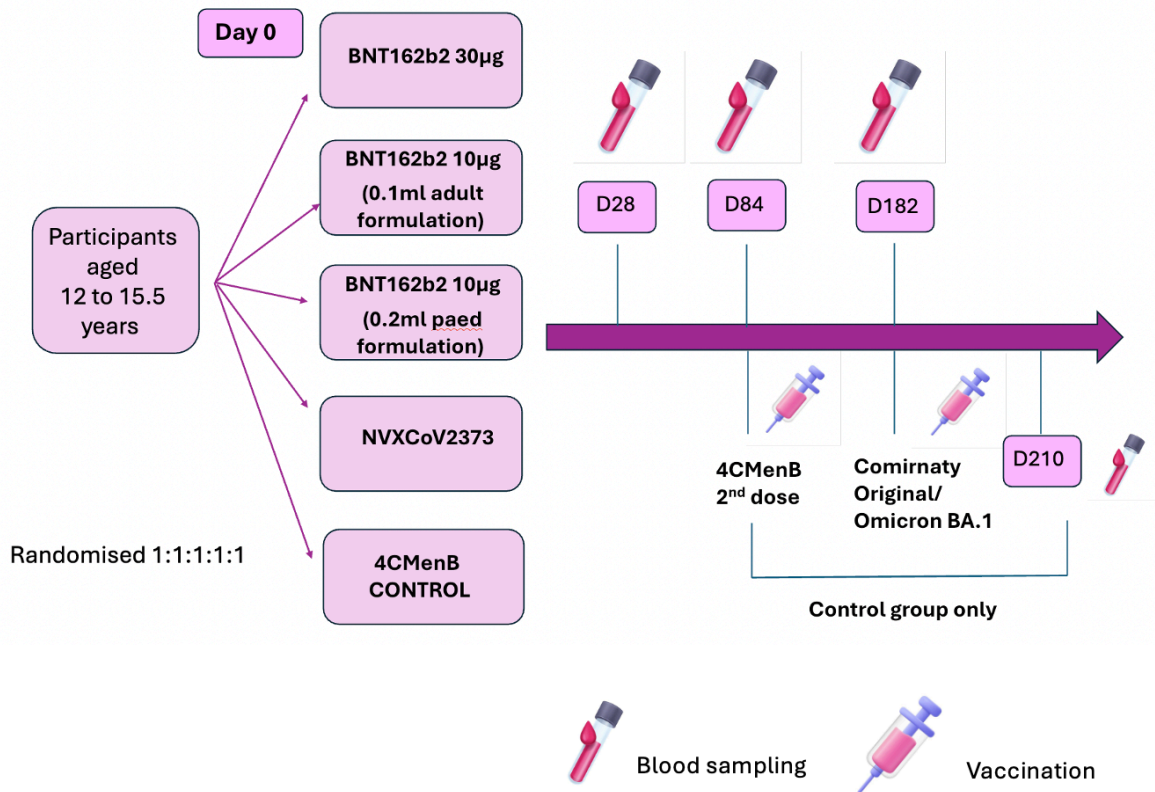 Day 0
BNT162b2 30µg
BNT162b2 10µg
(0.1ml adult
formulation)
BNT162b2 10µg
(0.2ml paed
formulation)
NVXCoV2373
4CMenB
CONTROL
Participants
aged
12 to 15.5
years
Randomised 1:1:1:1:1
D28
D84
D182
4CMenB
2nd dose
Comirnaty
Original/
Omicron BA.1
D210
Control group only
Blood sampling
Vaccination